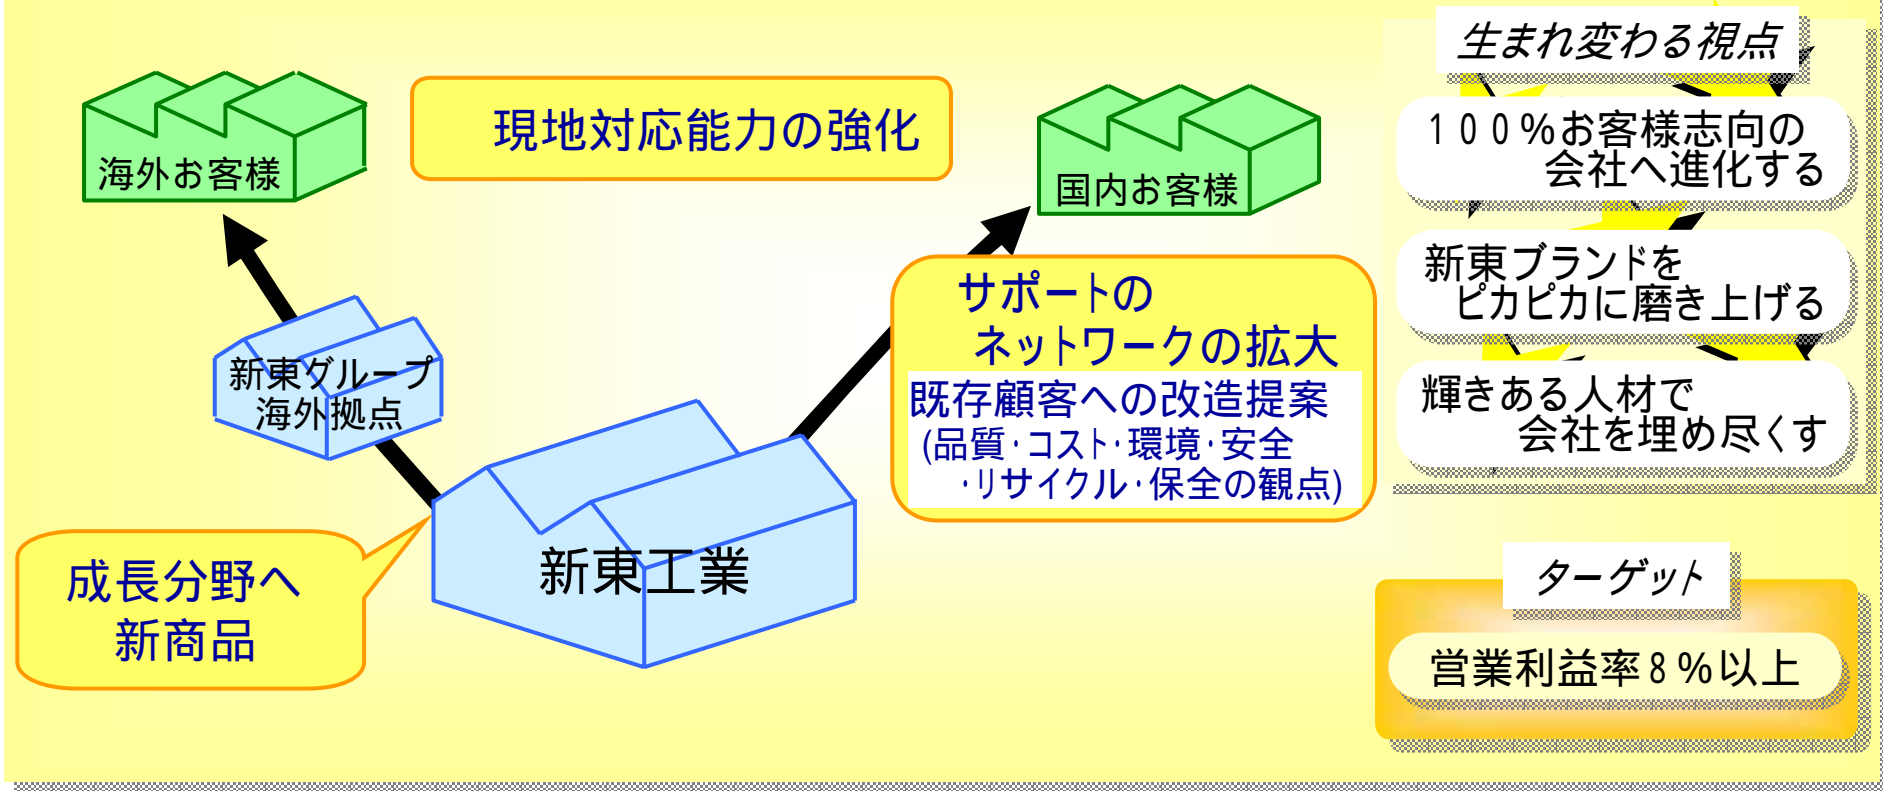 海外お客様
現地対応能力の強化
国内お客様
新東グループ
海外拠点
サポートの
ネットワークの拡大
既存顧客への改造提案
(品質・コスト・環境・安全
・リサイクル・保全の観点)
新東工業
成長分野へ
新商品
生まれ変わる視点
100%お客様志向の
会社へ進化する
新東ブランドを
ピカピカに磨き上げる
輝きある人材で
会社を埋め尽くす
ターゲット
営業利益率8%以上